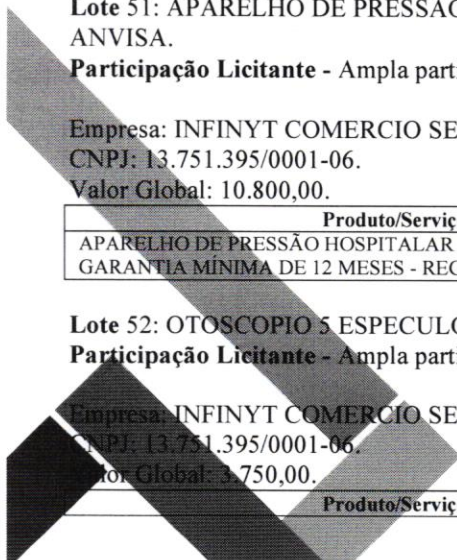 Lote 51: APARELHO DE PRESSÃO
ANVISA.
Participação Licitante - Ampla parti
Empresa: INFINYT COMERCIO SE
CNPJ: 13.751.395/0001-06.
Valor Global: 10.800,00.
Produto/Serviç
APARELHO DE PRESSÃO HOSPITALAR
GARANTIA MÍNIMA DE 12 MESES - REG
Lote 52: OTOSCOPIO 5 ESPECULO
Participação Licitante - Ampla parti
Empresa: INFINYT COMERCIO SE
CNPJ: 13.751.395/0001-06.
Valor Global: 3.750,00.
Produto/Serviç